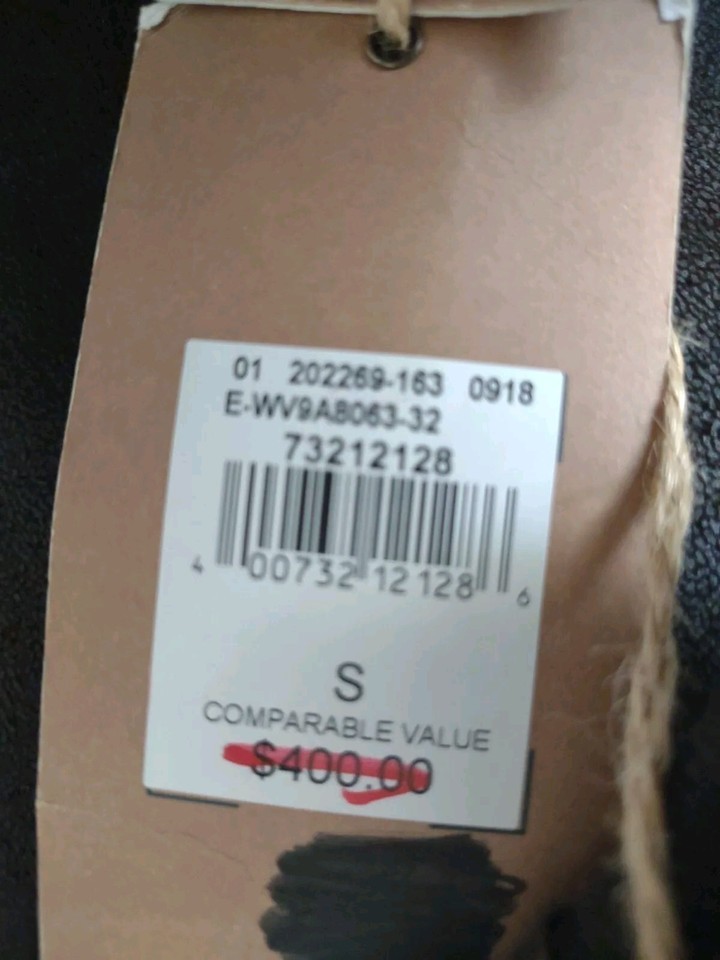 01 202269-163 0918
E-WV9A8063-32
73212128
4 00732 12128 6
S
COMPARABLE VALUE
$400.00